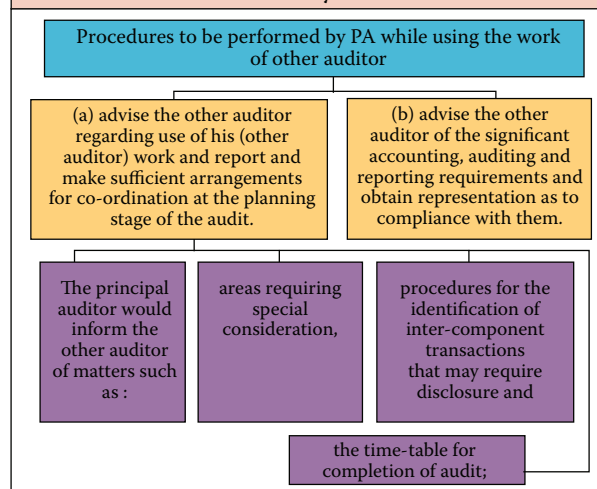 Procedures to be performed by PA while using the work
of other auditor
(a) advise the other auditor
regarding use of his (other
auditor) work and report and
make sufficient arrangements
for co-ordination at the planning
stage of the audit.
(b) advise the other
auditor of the significant
accounting, auditing and
reporting requirements and
obtain representation as to
compliance with them.
The principal
auditor would
inform the
other auditor
of matters such
as :
areas requiring
special
consideration,
procedures for the
identification of
inter-component
transactions
that may require
disclosure and
the time-table for
completion of audit;